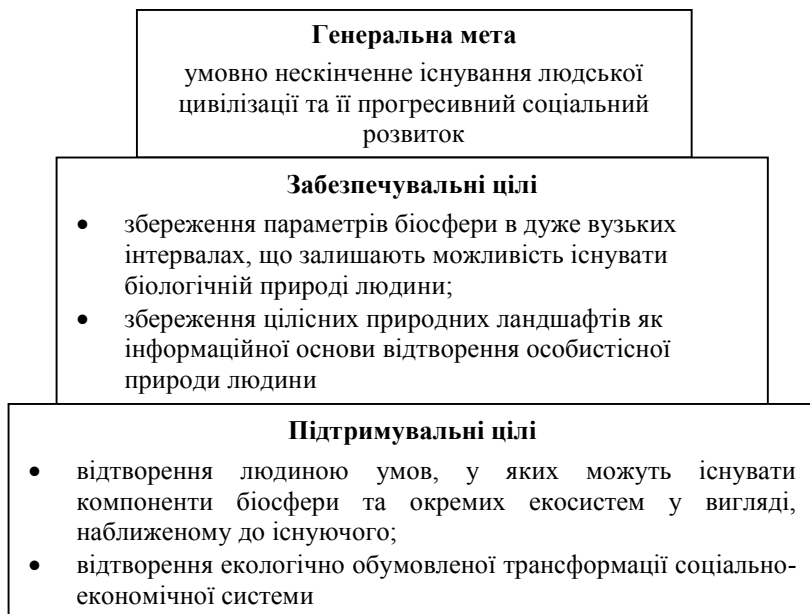 Генеральна мета
умовно нескінченне існування людської
цивілізації та її прогресивний соціальний
розвиток
Забезпечувальні цілі
• збереження параметрів біосфери в дуже вузьких
інтервалах, що залишають можливість існувати
біологічній природі людини;
• збереження цілісних природних ландшафтів як
інформаційної основи відтворення особистісної
природи людини
Підтримувальні цілі
• відтворення людиною умов, у яких можуть існувати
компоненти біосфери та окремих екосистем у вигляді,
наближеному до існуючого;
• відтворення екологічно обумовленої трансформації соціально-
економічної системи